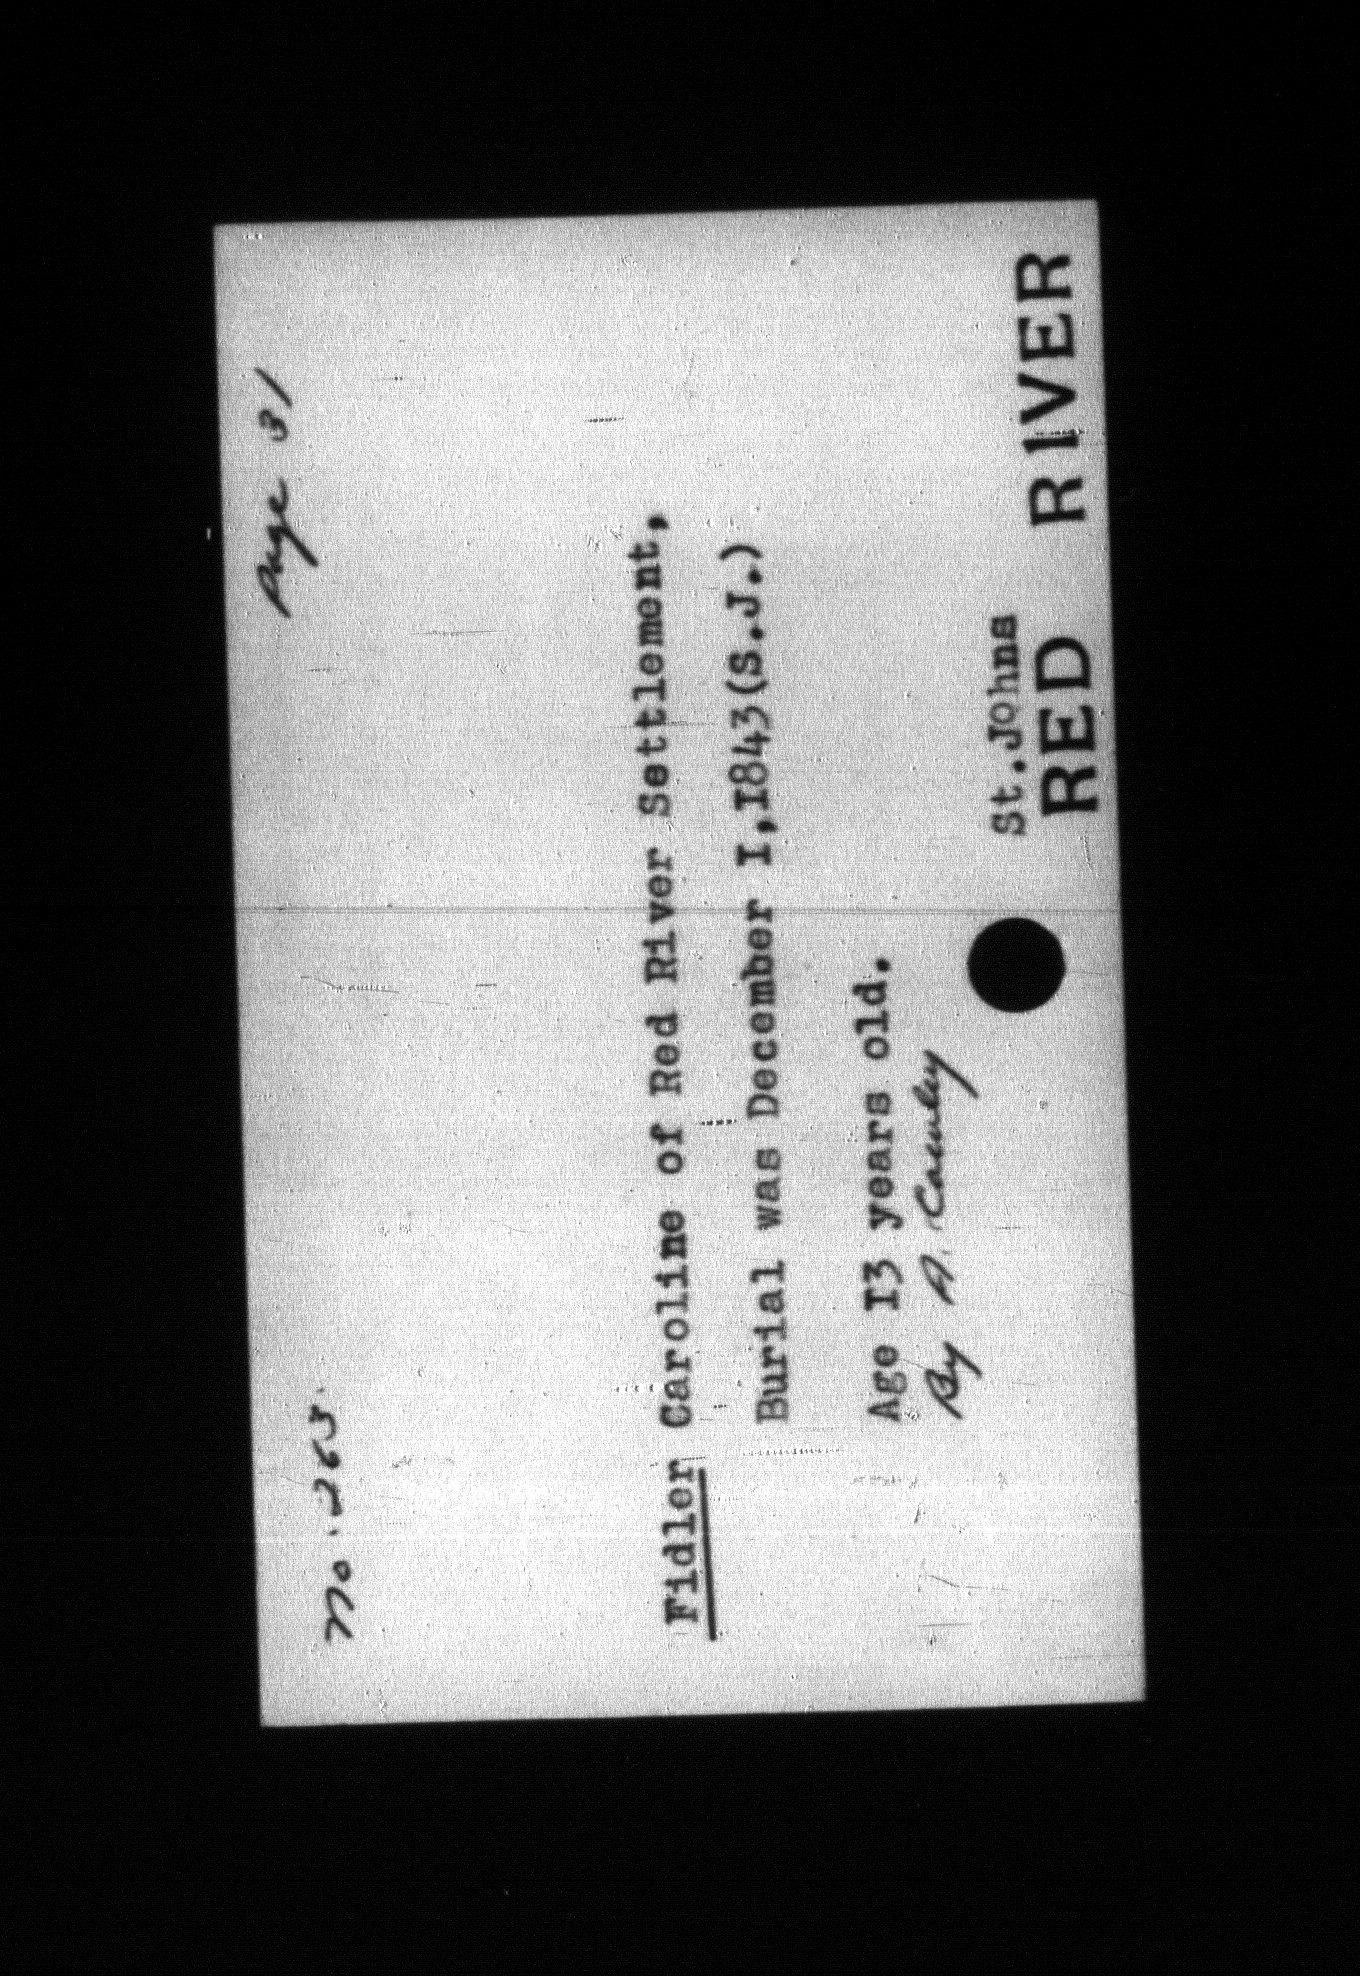 No. 263.
Page 31
Fidler Caroline of Red River Settlement,
Burial was December I,I843(S.J.)
Age I3 years old.
By A. Cowley
St.Johns
RED RIVER